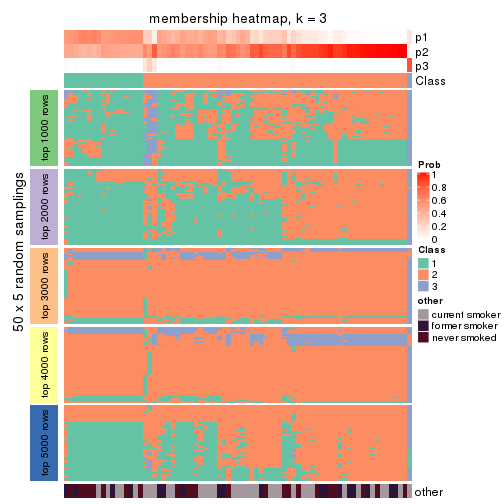 membership heatmap, k = 3
p1
p2
p3
Class
50 x 5 random samplings
top 1000 rows
top 2000 rows
top 3000 rows
top 4000 rows
top 5000 rows
Prob
1
0.8
0.6
0.4
0.2
0
Class
1
2
3
other
current smoker
former smoker
never smoked
other